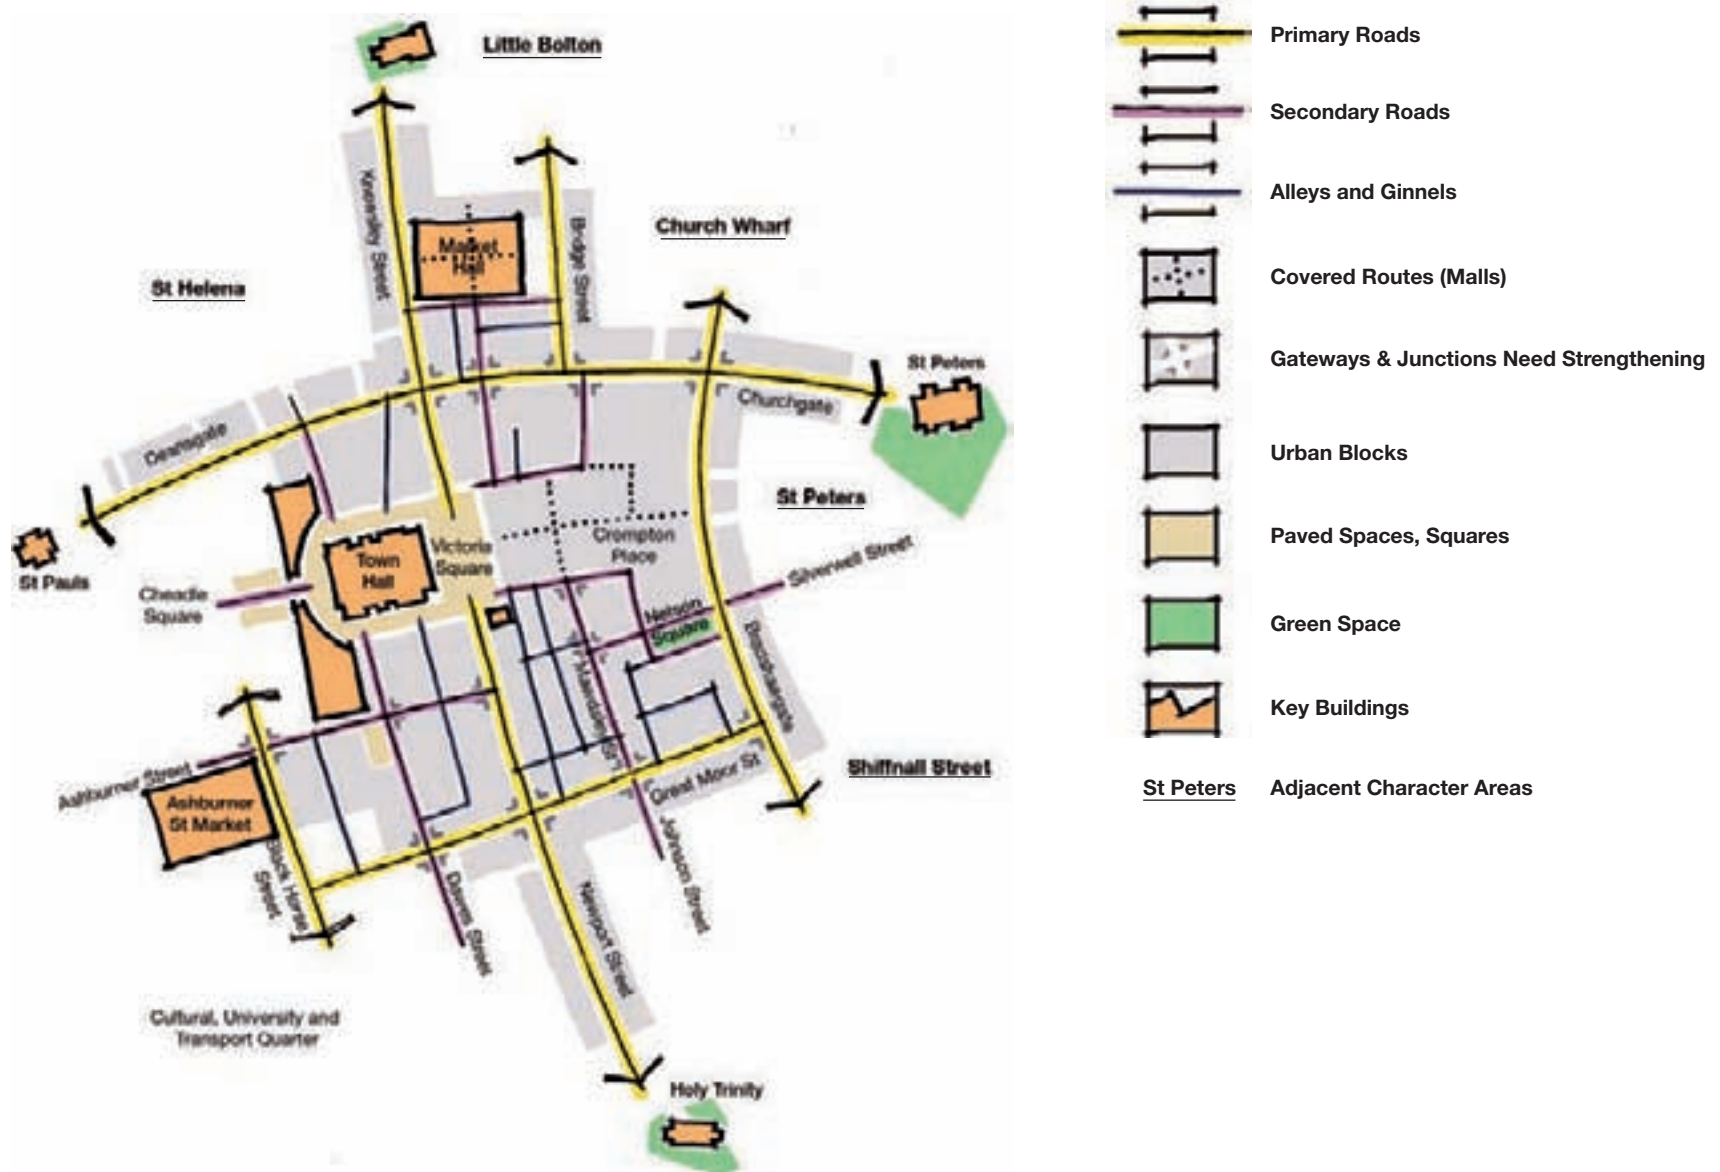 Little Bolton
Knowsley Street
Market
Hall
Bridge Street
Church Wharf
St Helena
St Peters
Churchgate
Deansgate
St Peters
Crompton
Place
Victoria
Square
Town
Hall
St Pauls
Cheadle
Square
Silverwell Street
Nelson
Square
Bradshawgate
Mawdsley St
Ashburner Street
Ashburner
St Market
Great Moor St
Shiffnall Street
Black Horse
Street
Dawes Street
Johnson Street
Newport Street
Cultural, University and
Transport Quarter
Holy Trinity
Primary Roads
Secondary Roads
Alleys and Ginnels
Covered Routes (Malls)
Gateways & Junctions Need Strengthening
Urban Blocks
Paved Spaces, Squares
Green Space
Key Buildings
St Peters Adjacent Character Areas